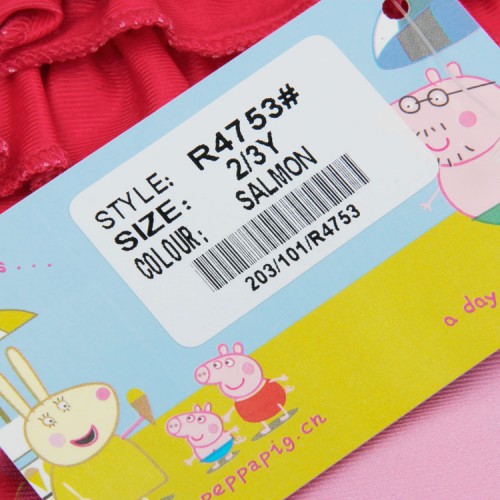 STYLE: R4753#
SIZE: 2/3Y
COLOUR; SALMON
203/101/R4753
s...
a day
peppapig.cn